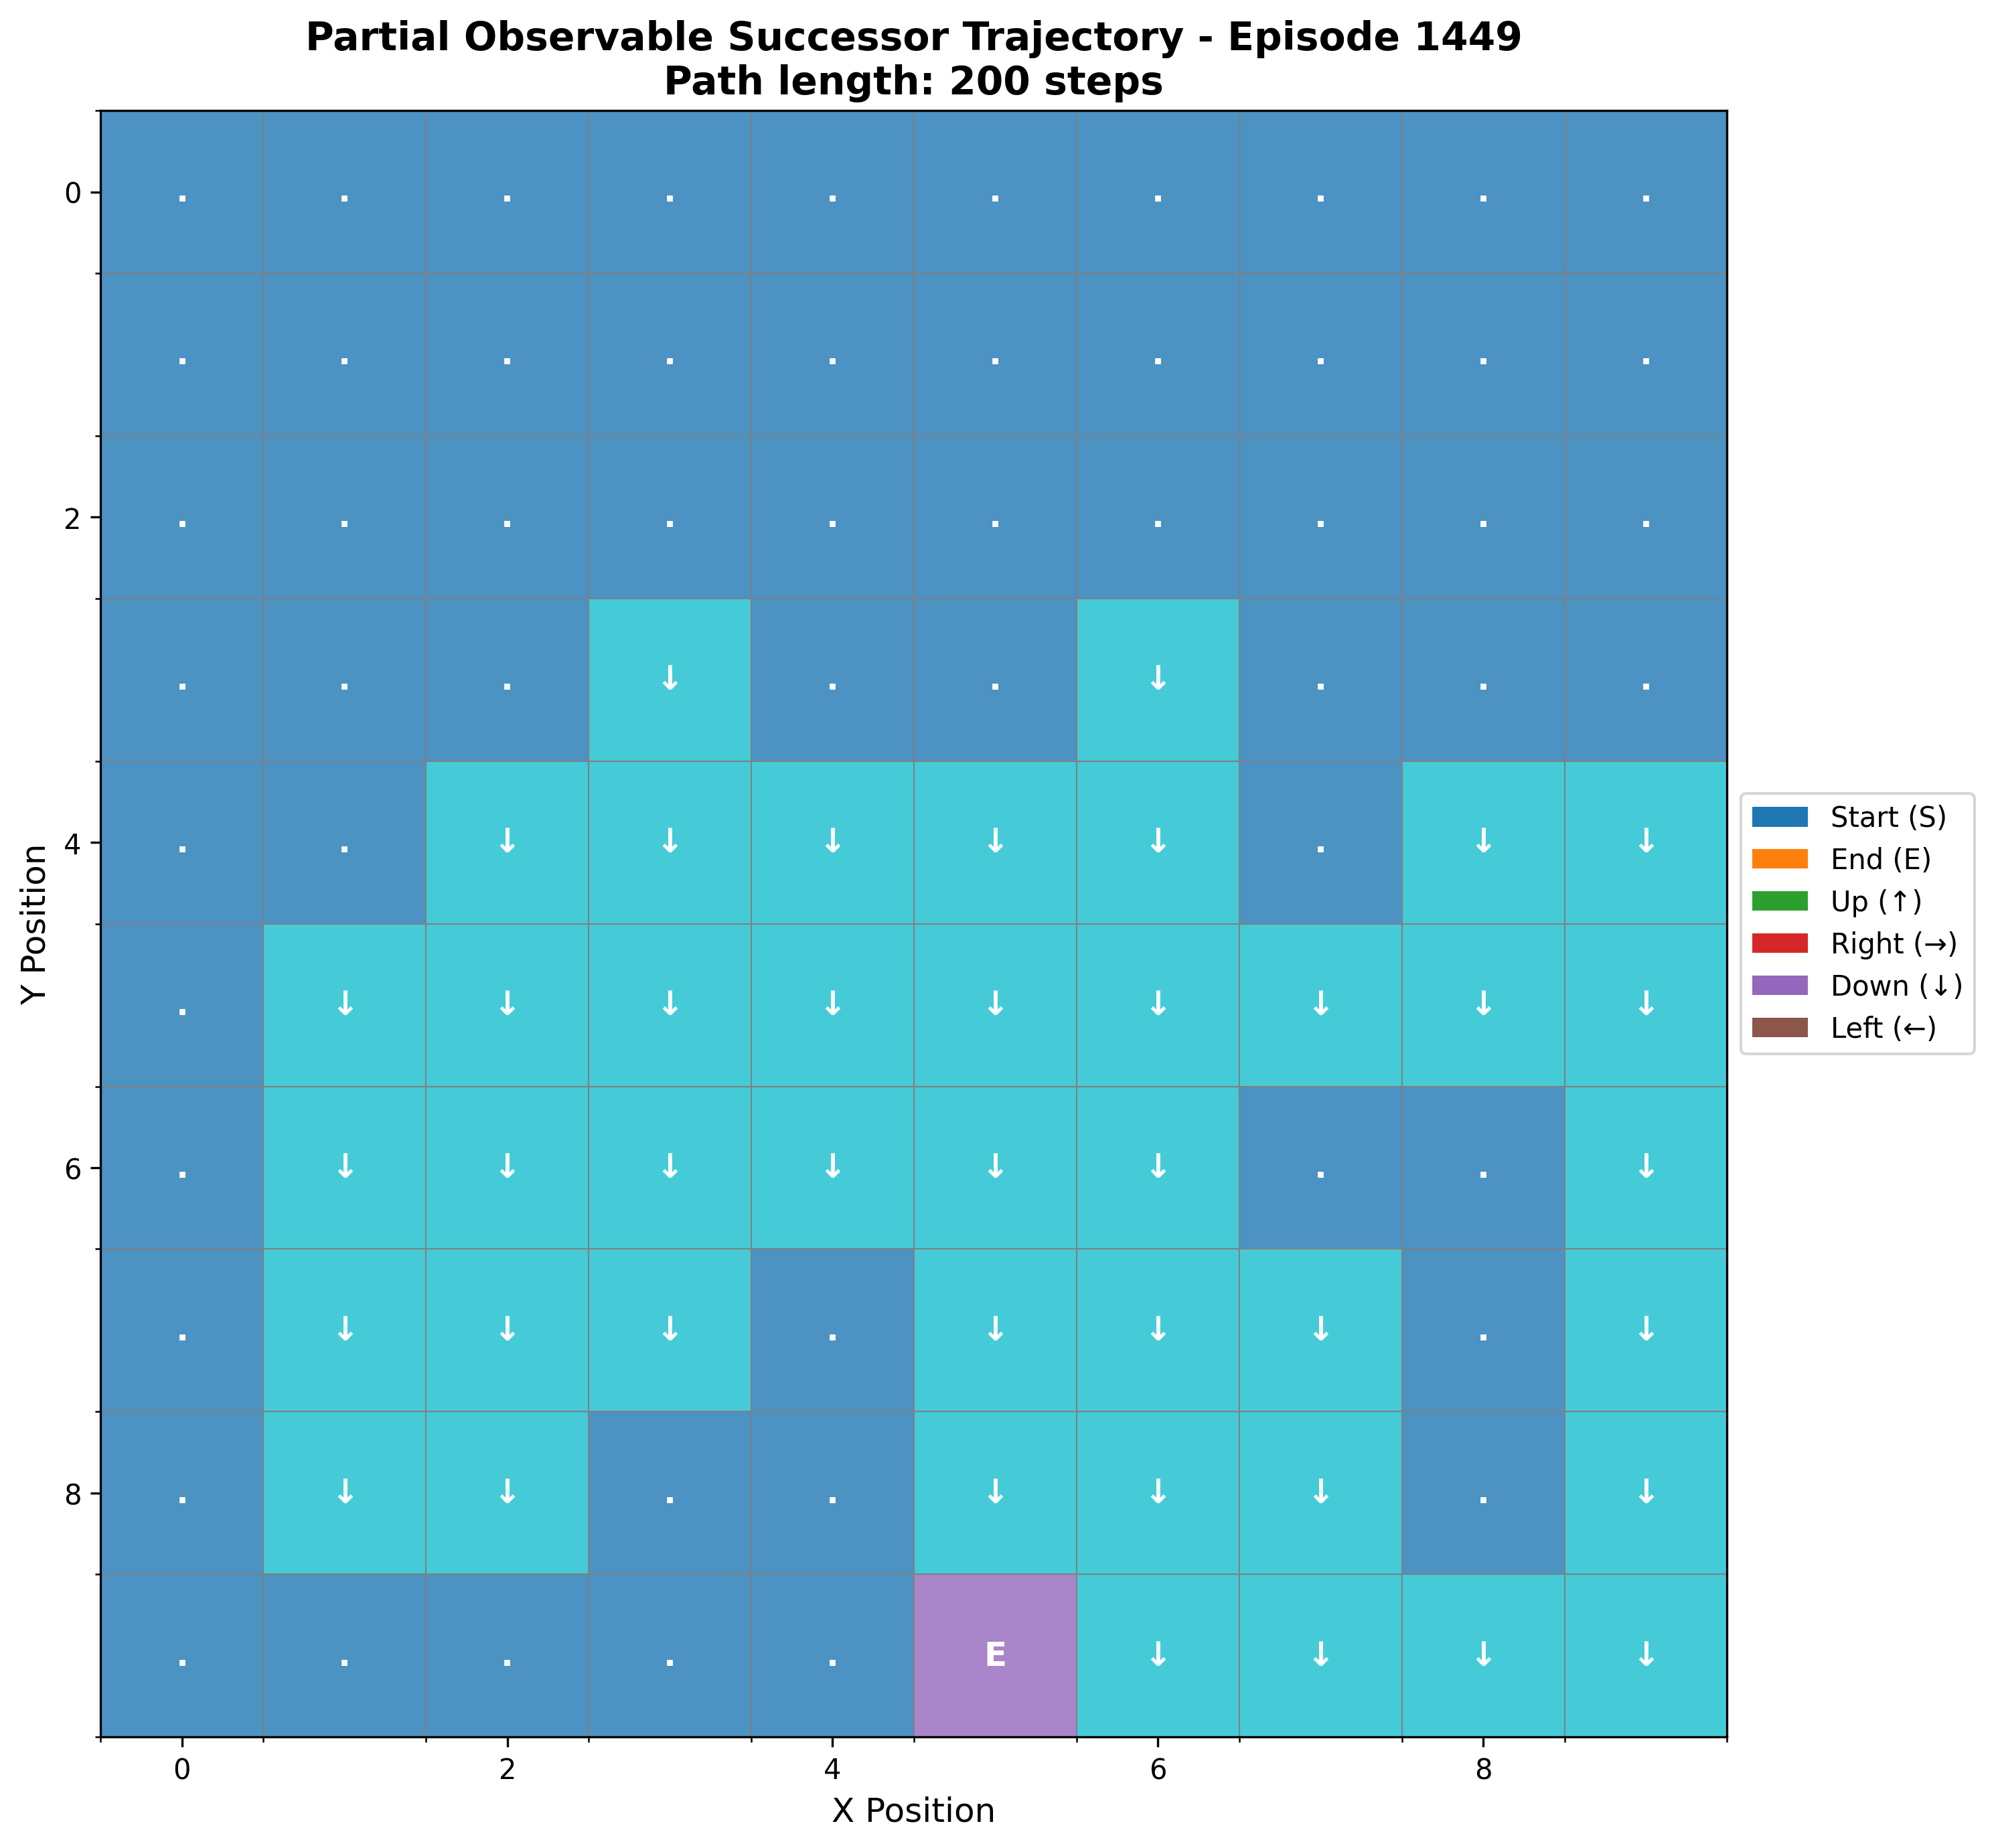 Partial Observable Successor Trajectory - Episode 1449
Path length: 200 steps
0 . . . . . . . . . .
. . . . . . . . . .
2 . . . . . . . . . .
. . . ↓ . . ↓ . . .
4 . . ↓ ↓ ↓ ↓ ↓ . ↓ ↓
. ↓ ↓ ↓ ↓ ↓ ↓ ↓ ↓ ↓
6 . ↓ ↓ ↓ ↓ ↓ ↓ . . ↓
. ↓ ↓ ↓ . ↓ ↓ ↓ . ↓
8 . ↓ ↓ . . ↓ ↓ ↓ . ↓
. . . . . E ↓ ↓ ↓ ↓
0 2 4 6 8
X Position
Y Position
Start (S)
End (E)
Up (↑)
Right (→)
Down (↓)
Left (←)